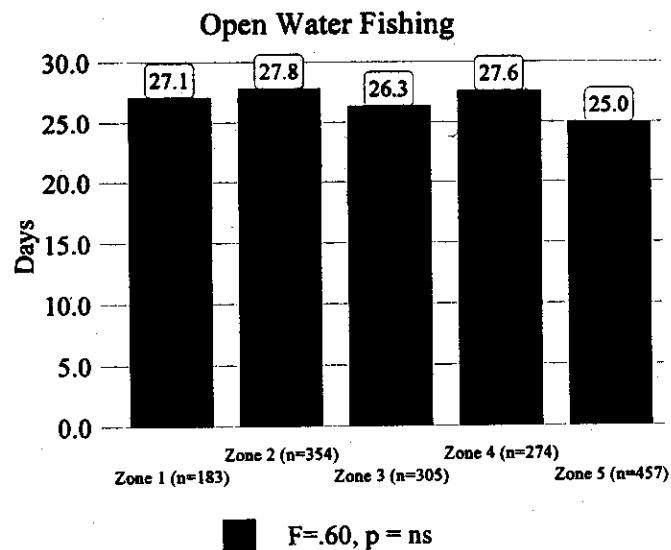 Open Water Fishing
30.0
25.0
20.0
15.0
10.0
5.0
0.0
Days
27.1
27.8
26.3
27.6
25.0
Zone 1 (n=183)
Zone 2 (n=354)
Zone 3 (n=305)
Zone 4 (n=274)
Zone 5 (n=457)
F=.60, p = ns